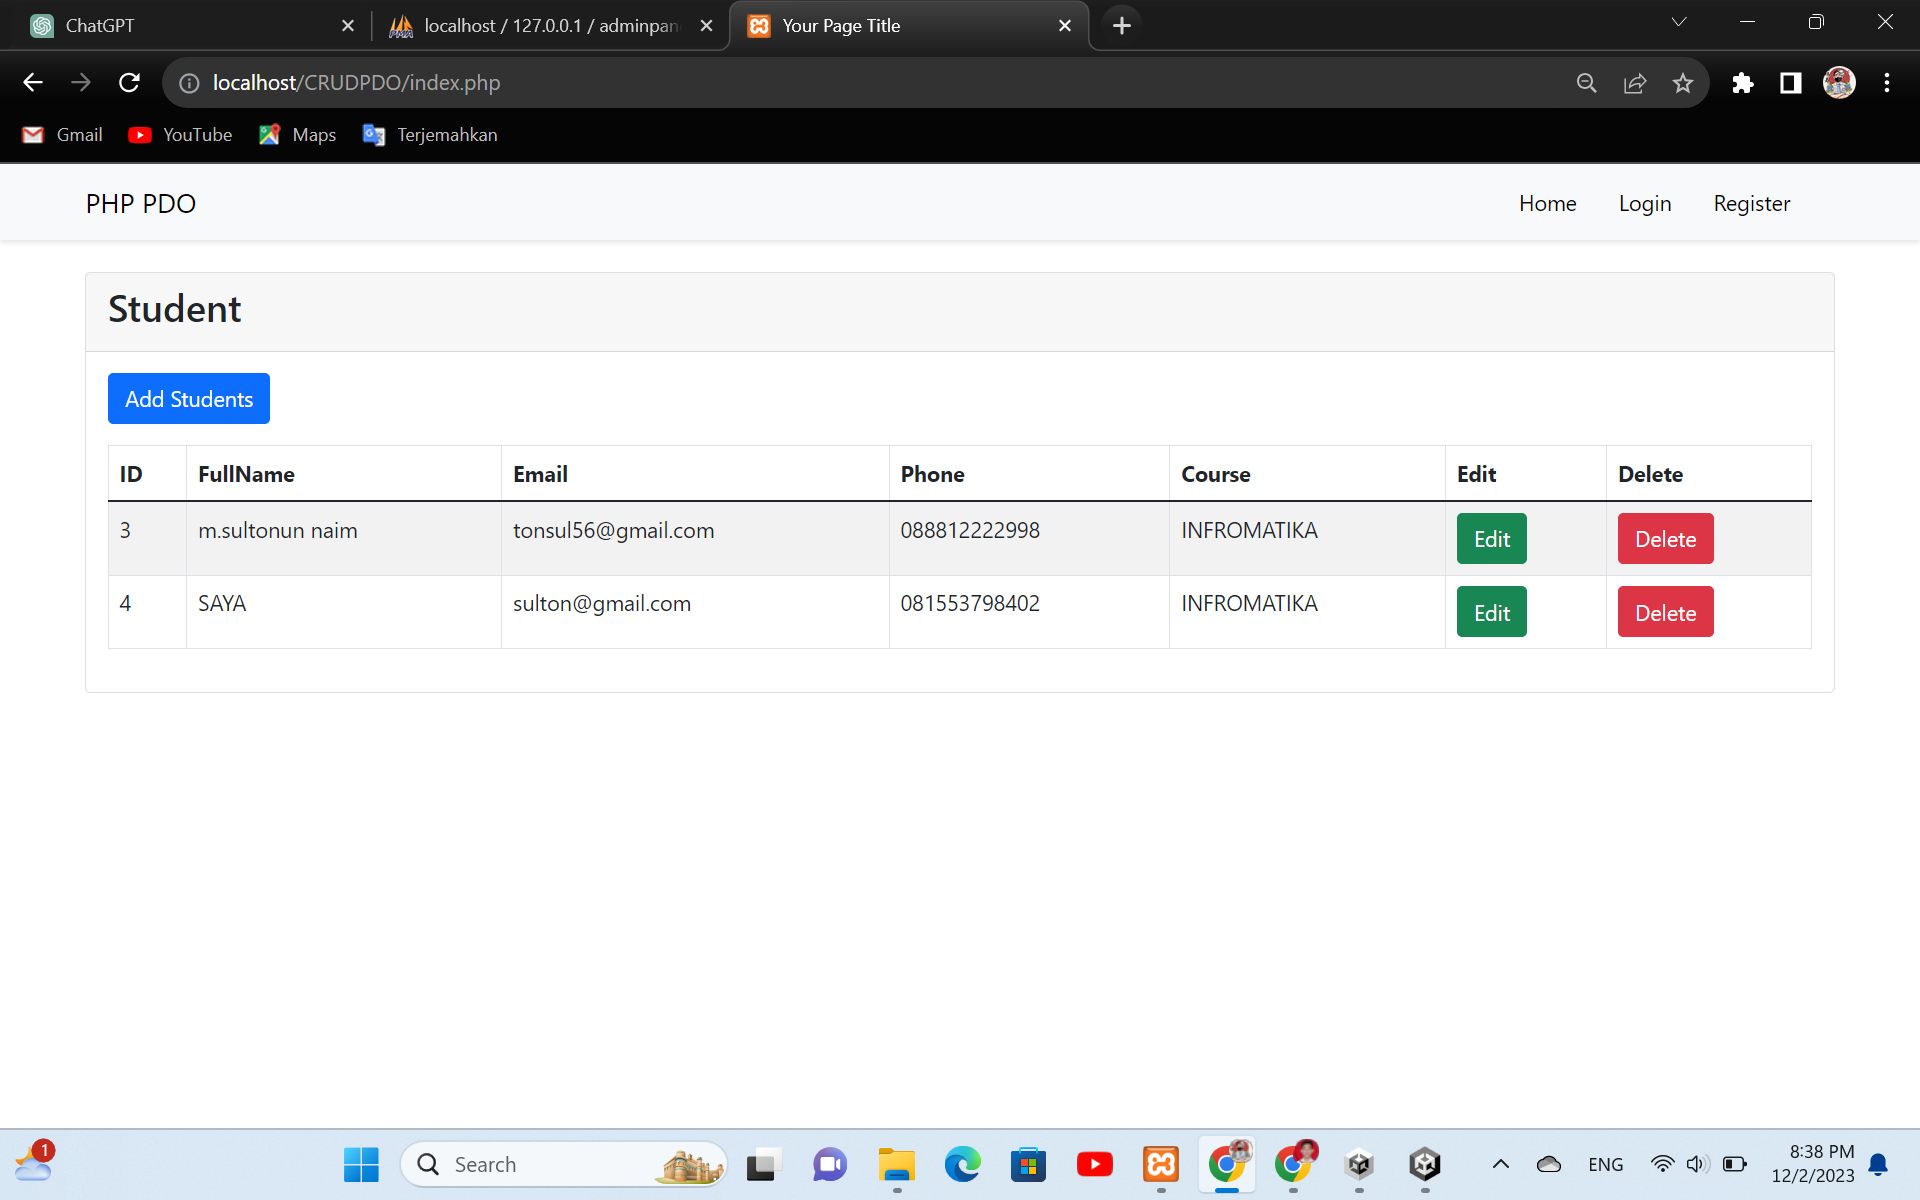 ChatGPT
localhost / 127.0.0.1 / adminpan
Your Page Title
localhost/CRUDPDO/index.php
Gmail
YouTube
Maps
Terjemahkan
PHP PDO
Home
Login
Register
Student
Add Students
ID FullName Email Phone Course Edit Delete
3 m.sultonun naim tonsul56@gmail.com 088812222998 INFROMATIKA Edit Delete
4 SAYA sulton@gmail.com 081553798402 INFROMATIKA Edit Delete
1
Search
ENG
8:38 PM
12/2/2023